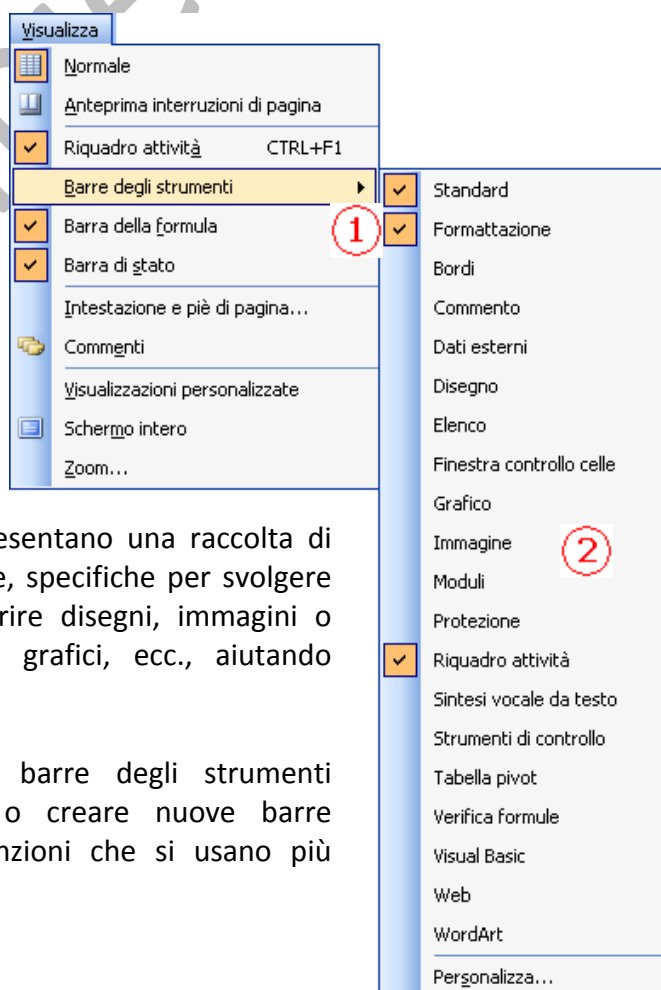 Visualizza
Normale
Anteprima interruzioni di pagina
Riquadro attività CTRL+F1
Barre degli strumenti
Barra della formula
Barra di stato
Intestazione e piè di pagina...
Commenti
Visualizzazioni personalizzate
Schermo intero
Zoom...
1
Standard
Formattazione
Bordi
Commento
Dati esterni
Disegno
Elenco
Finestra controllo celle
Grafico
Immagine
2
Moduli
Protezione
Riquadro attività
Sintesi vocale da testo
Strumenti di controllo
Tabella pivot
Verifica formule
Visual Basic
Web
WordArt
Personalizza...
esentano una raccolta di
e, specifiche per svolgere
rire disegni, immagini o
grafici, ecc., aiutando
barre degli strumenti
o creare nuove barre
nzioni che si usano più